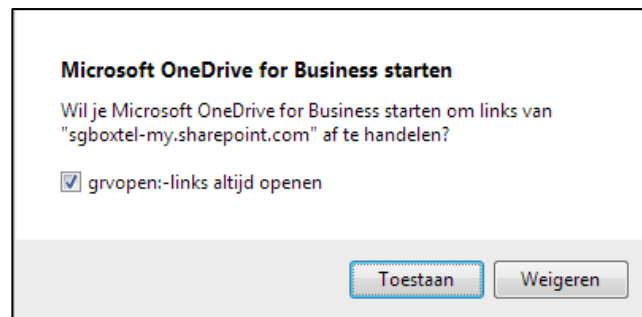 Microsoft OneDrive for Business starten
Wil je Microsoft OneDrive for Business starten om links van
"sgboxtel-my.sharepoint.com" af te handelen?
grvopen:-links altijd openen
Toestaan
Weigeren